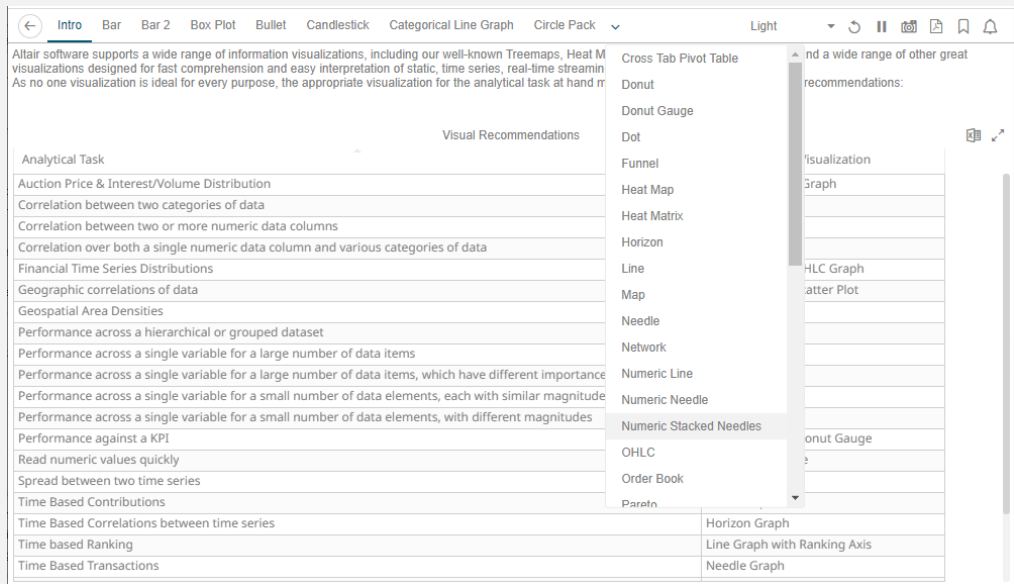 Intro Bar Bar 2 Box Plot Bullet Candlestick Categorical Line Graph Circle Pack Light
Altair software supports a wide range of information visualizations, including our well-known Treemaps, Heat M nd a wide range of other great
visualizations designed for fast comprehension and easy interpretation of static, time series, real-time streamin
As no one visualization is ideal for every purpose, the appropriate visualization for the analytical task at hand m recommendations:
Cross Tab Pivot Table
Donut
Donut Gauge
Dot
Funnel
Heat Map
Heat Matrix
Horizon
Line
Map
Needle
Network
Numeric Line
Numeric Needle
Numeric Stacked Needles
OHLC
Order Book
Pareto
Visual Recommendations
Analytical Task isualization
Auction Price & Interest/Volume Distribution Graph
Correlation between two categories of data
Correlation between two or more numeric data columns
Correlation over both a single numeric data column and various categories of data
Financial Time Series Distributions HLC Graph
Geographic correlations of data atter Plot
Geospatial Area Densities
Performance across a hierarchical or grouped dataset
Performance across a single variable for a large number of data items
Performance across a single variable for a large number of data items, which have different importance
Performance across a single variable for a small number of data elements, each with similar magnitude
Performance across a single variable for a small number of data elements, with different magnitudes
Performance against a KPI onut Gauge
Read numeric values quickly
Spread between two time series
Time Based Contributions
Time Based Correlations between time series Horizon Graph
Time based Ranking Line Graph with Ranking Axis
Time Based Transactions Needle Graph